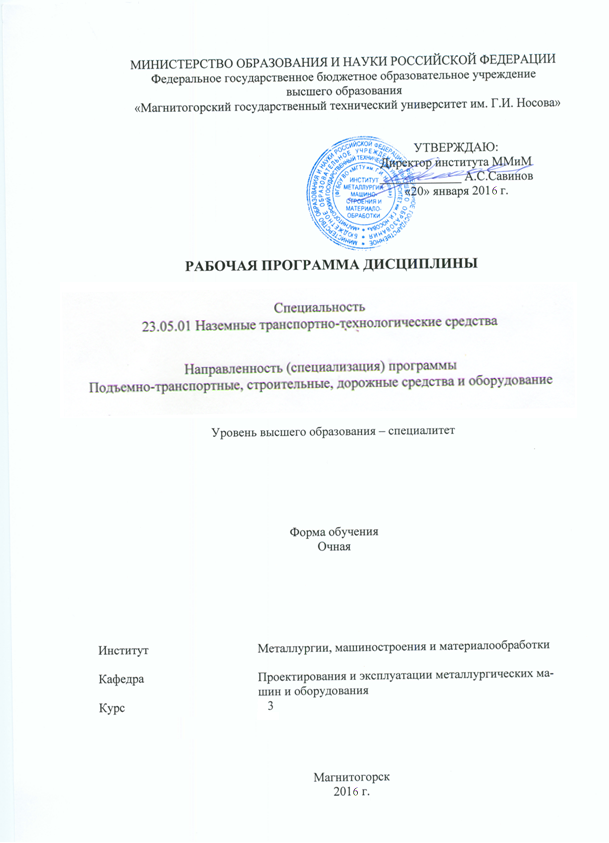 МИНИСТЕРСТВО ОБРАЗОВАНИЯ И НАУКИ РОССИЙСКОЙ ФЕДЕРАЦИИ
Федеральное государственное бюджетное образовательное учреждение
высшего образования
«Магнитогорский государственный технический университет им. Г.И. Носова»
УТВЕРЖДАЮ:
Директор института ММиМ
А.С.Савинов
«20» января 2016 г.
ИНСТИТУТ
МЕТАЛЛУРГИИ,
МАШИНО-
СТРОЕНИЯ И
МАТЕРИАЛО-
ОБРАБОТКИ
РАБОЧАЯ ПРОГРАММА ДИСЦИПЛИНЫ
Специальность
23.05.01 Наземные транспортно-технологические средства
Направленность (специализация) программы
Подъемно-транспортные, строительные, дорожные средства и оборудование
Уровень высшего образования – специалитет
Форма обучения
Очная
Институт Металлургии, машиностроения и материалообработки
Кафедра Проектирования и эксплуатации металлургических ма-
шин и оборудования
Курс 3
Магнитогорск
2016 г.